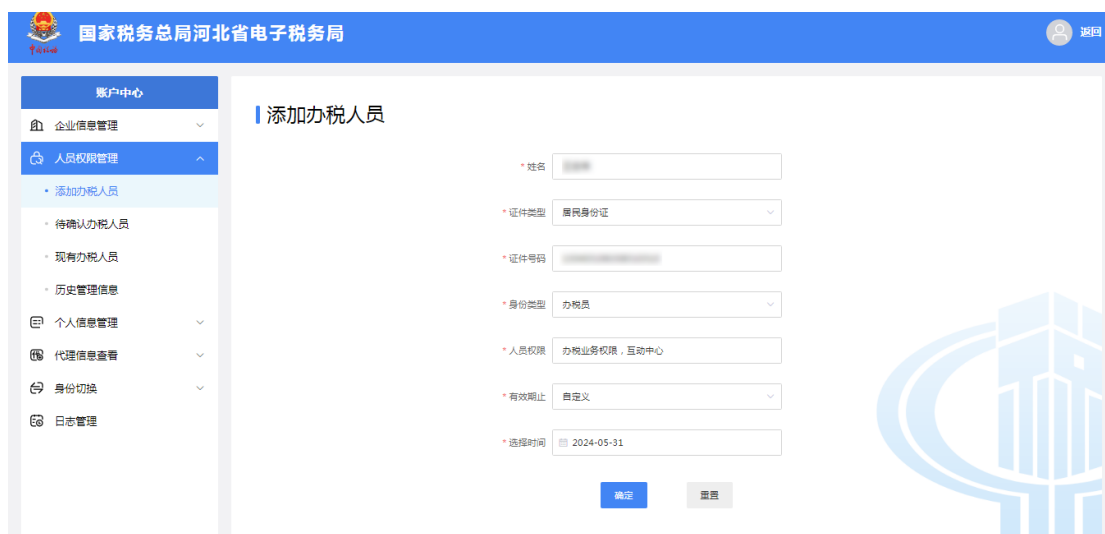 国家税务总局河北省电子税务局
返回
账户中心
企业信息管理
人员权限管理
添加办税人员
待确认办税人员
现有办税人员
历史管理信息
个人信息管理
代理信息查看
身份切换
日志管理
添加办税人员
* 姓名
* 证件类型 居民身份证
* 证件号码
* 身份类型 办税员
* 人员权限 办税业务权限，互动中心
* 有效期止 自定义
* 选择时间 2024-05-31
确定 重置